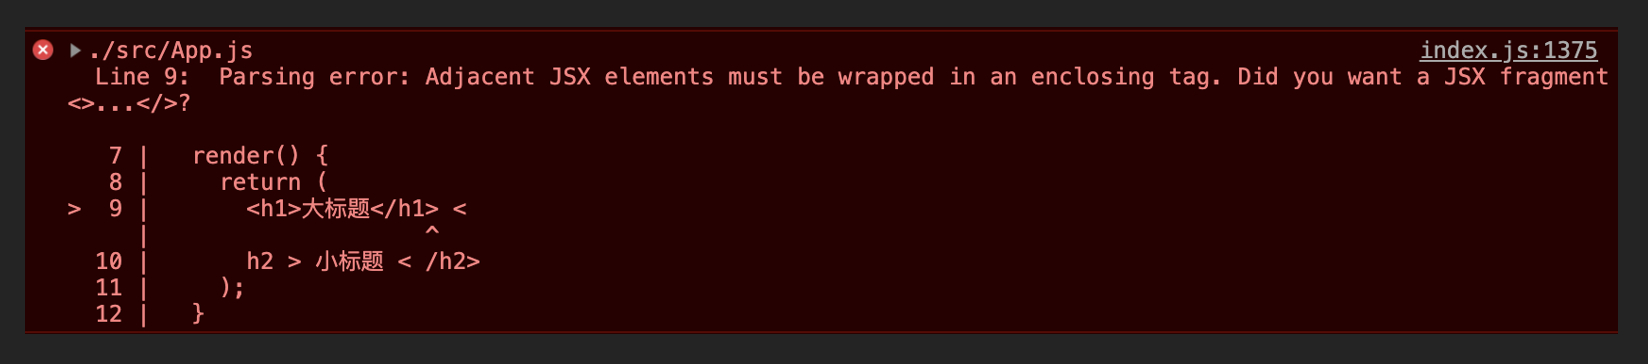 ./src/App.js index.js:1375
Line 9:  Parsing error: Adjacent JSX elements must be wrapped in an enclosing tag. Did you want a JSX fragment
<>...</>?
7 |   render() {
8 |     return (
> 9 |       <h1>大标题</h1> <
|                     ^
10 |       h2 > 小标题 < /h2>
11 |     );
12 |   }